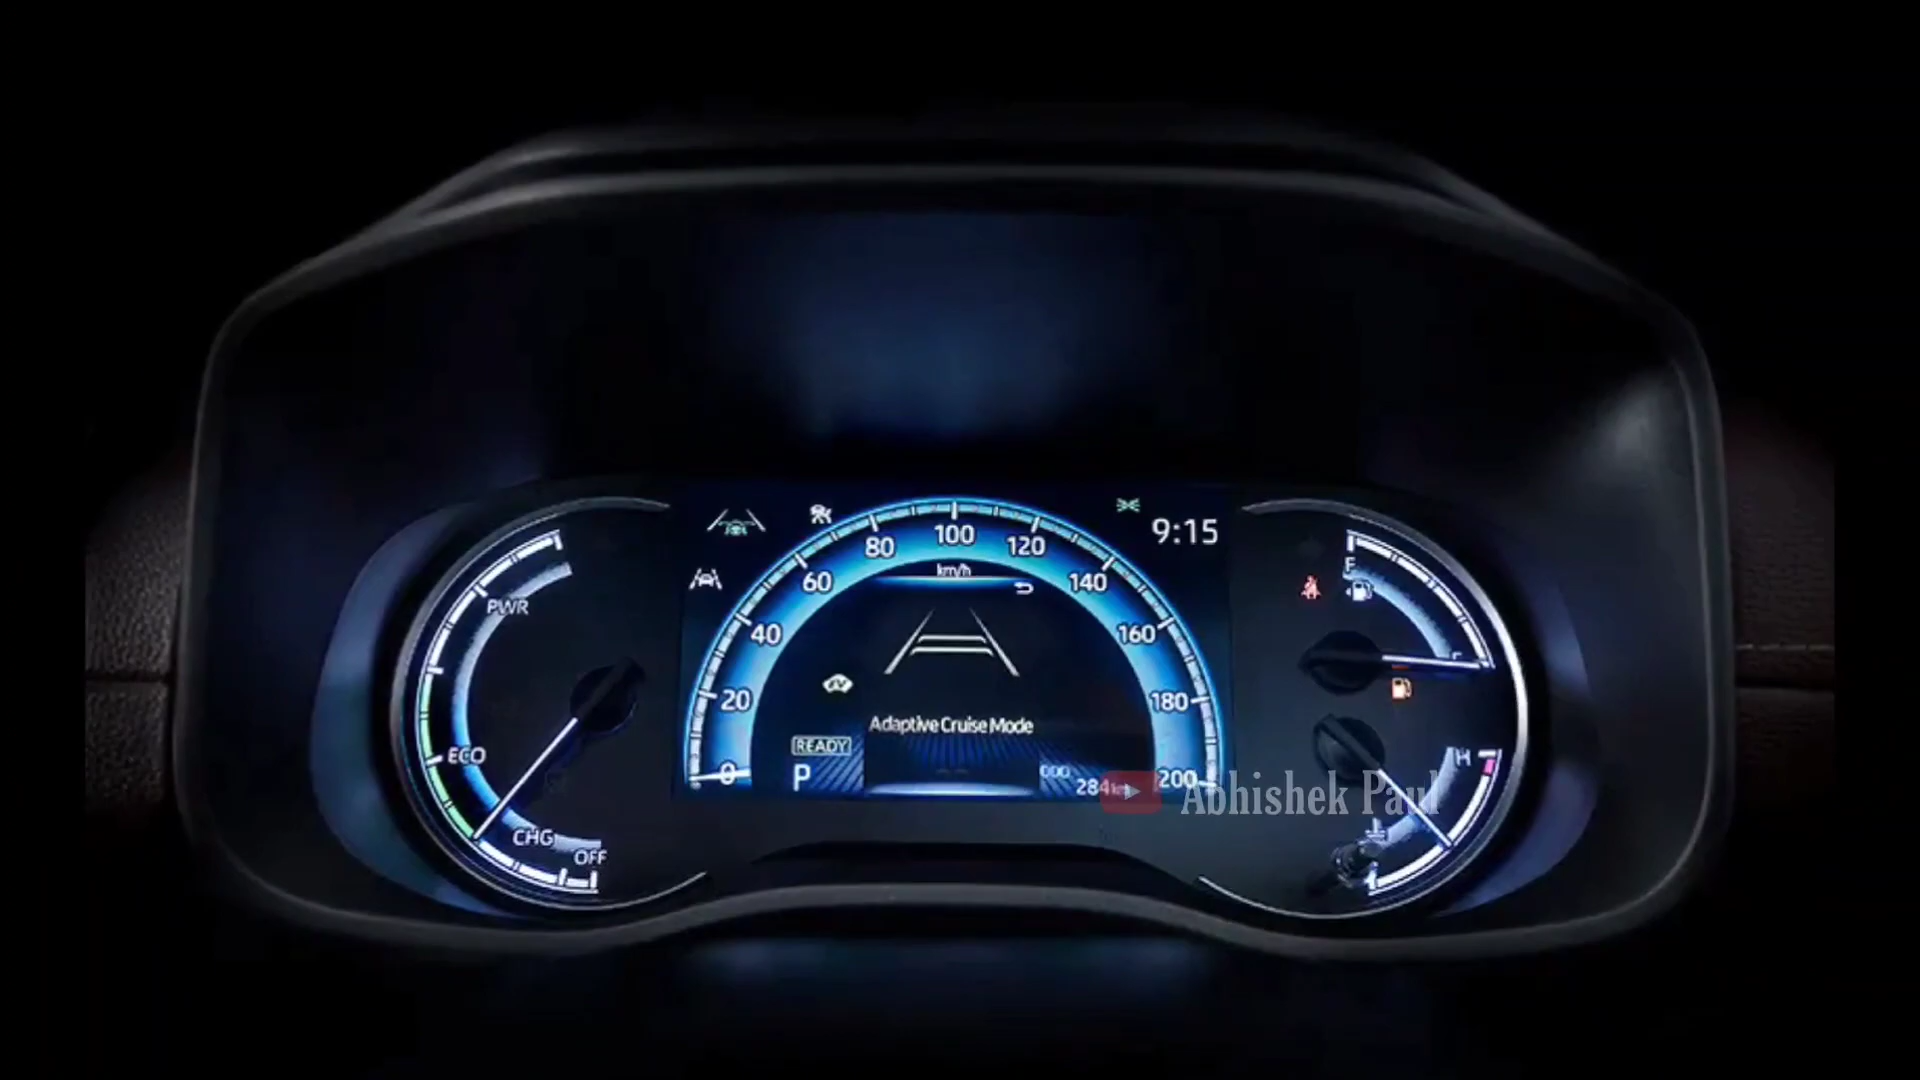 9:15
80
100
120
km/h
60
140
40
160
20
180
0
200
PWR
ECO
CHG
OFF
F
H
Adaptive Cruise Mode
READY
P
284 km
Abhishek Paul